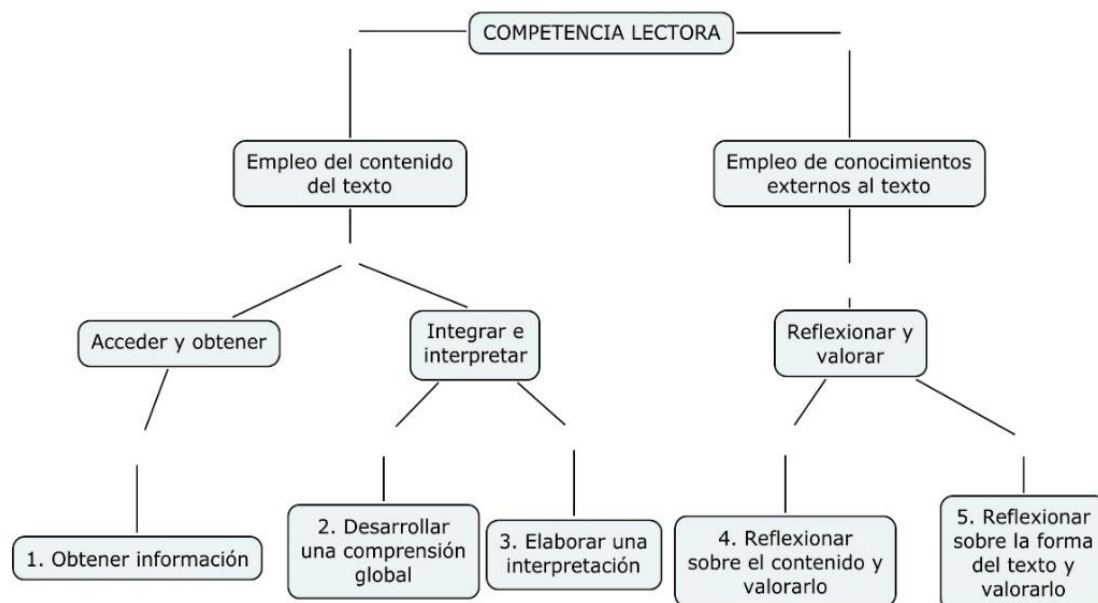 COMPETENCIA LECTORA
Empleo del contenido
del texto
Empleo de conocimientos
externos al texto
Acceder y obtener
Integrar e
interpretar
Reflexionar y
valorar
1. Obtener información
2. Desarrollar
una comprensión
global
3. Elaborar una
interpretación
4. Reflexionar
sobre el contenido y
valorarlo
5. Reflexionar
sobre la forma
del texto y
valorarlo